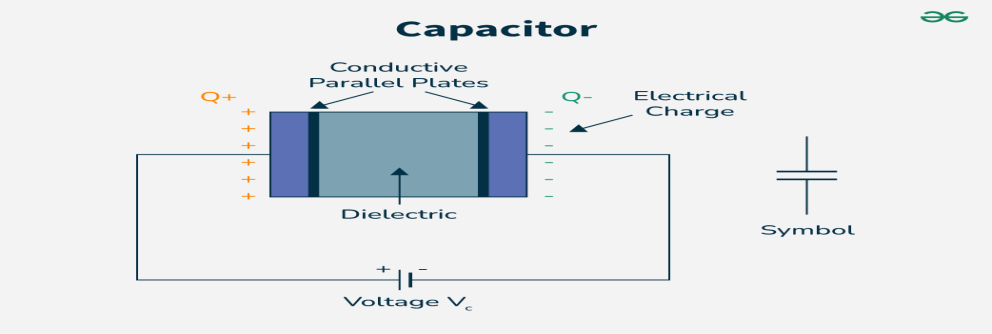 Capacitor
Conductive
Parallel Plates
Q+
Q-
Electrical
Charge
+ -
+ -
+ -
+ -
+ -
+ -
Dielectric
Symbol
+ -
Voltage Vc